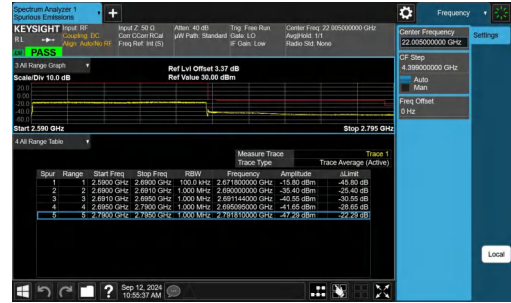 Spectrum Analyzer 1
Spurious Emissions
+
Frequency
KEYSIGHT Input: RF Input Z: 50 Ω Atten: 40 dB Trig: Free Run Center Freq: 22.005000000 GHz
RL Coupling: DC Corr CCorr RCal µW Path: Standard Gate: LO Avg|Hold: 1/1
Align: Auto/No RF Freq Ref: Int (S) IF Gain: Low Radio Std: None
PASS
Center Frequency
22.005000000 GHz
Settings
CF Step
4.399000000 GHz
Auto
Man
Freq Offset
0 Hz
3 All Range Graph
Ref Lvl Offset 3.37 dB
Scale/Div 10.0 dB Ref Value 30.00 dBm
20.0
0.00
-20.0
-40.0
-60.0
Start 2.590 GHz Stop 2.795 GHz
4 All Range Table
Measure Trace Trace 1
Trace Type Trace Average (Active)
Spur Range Start Freq Stop Freq RBW Frequency Amplitude ΔLimit
1 1 2.5900 GHz 2.6900 GHz 100.0 kHz 2.671800000 GHz -15.80 dBm -45.80 dB
2 2 2.6900 GHz 2.6910 GHz 1.000 MHz 2.690000000 GHz -35.40 dBm -25.40 dB
3 3 2.6910 GHz 2.6950 GHz 1.000 MHz 2.691144000 GHz -40.55 dBm -30.55 dB
4 4 2.6950 GHz 2.7900 GHz 1.000 MHz 2.695095000 GHz -41.65 dBm -28.65 dB
5 5 2.7900 GHz 2.7950 GHz 1.000 MHz 2.791810000 GHz -47.29 dBm -22.29 dB
Local
?
Sep 12, 2024
10:55:37 AM